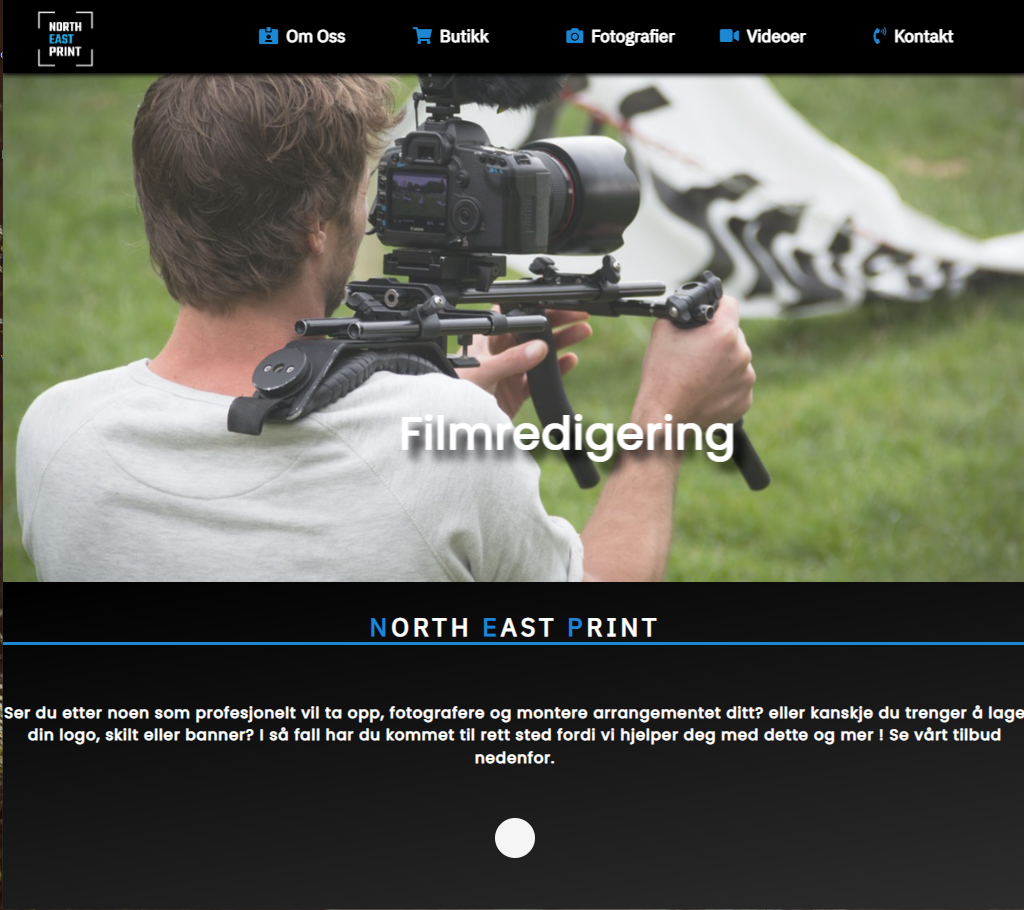 NORTH
EAST
PRINT
Om Oss
Butikk
Fotografier
Videoer
Kontakt
Filmredigering
NORTH EAST PRINT
Ser du etter noen som profesjonelt vil ta opp, fotografere og montere arrangementet ditt? eller kanskje du trenger å lage
din logo, skilt eller banner? I så fall har du kommet til rett sted fordi vi hjelper deg med dette og mer ! Se vårt tilbud
nedenfor.